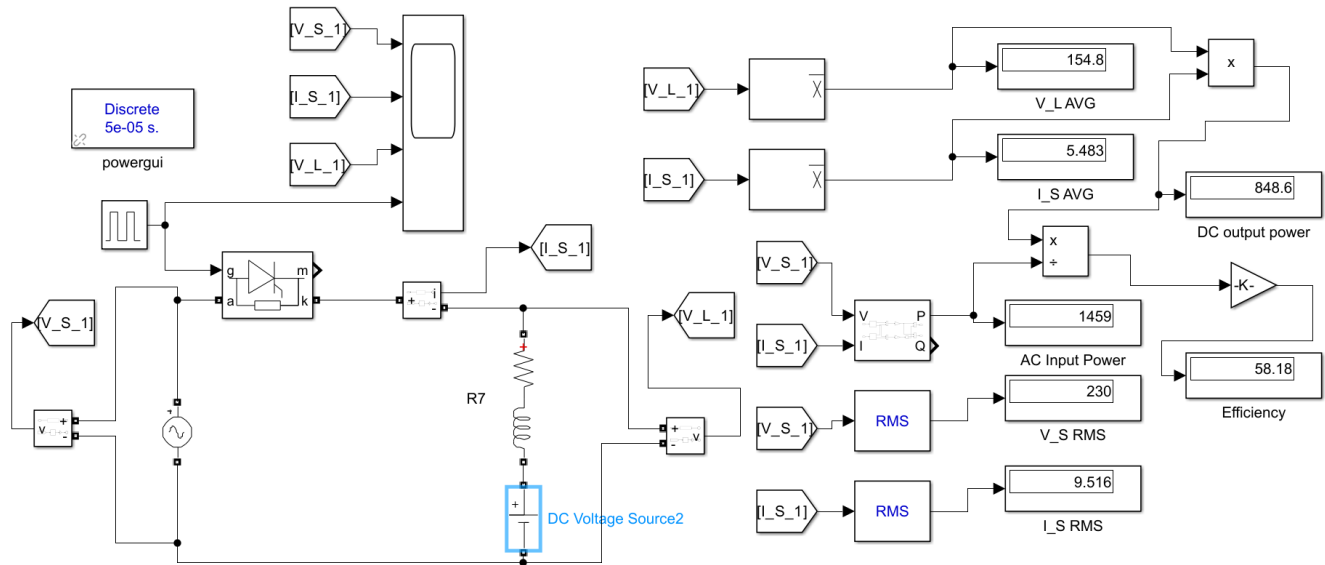 [V_S_1]
[I_S_1]
[V_L_1]
Discrete
5e-05 s.
powergui
g
m
a
k
i
+
-
[I_S_1]
[V_S_1]
v
+
-
+
R7
+
DC Voltage Source2
+
-
v
[V_L_1]
[V_L_1]
X
154.8
V_L AVG
x
[I_S_1]
X
5.483
I_S AVG
848.6
DC output power
x
÷
-K-
[V_S_1]
[I_S_1]
V
I
P
Q
1459
AC Input Power
58.18
Efficiency
[V_S_1]
RMS
230
V_S RMS
[I_S_1]
RMS
9.516
I_S RMS